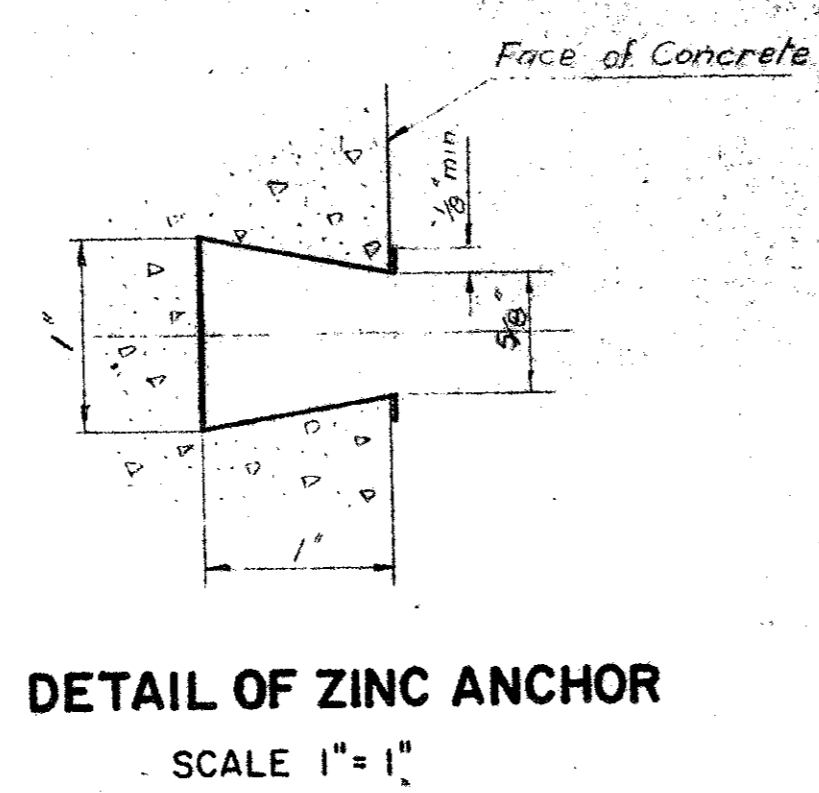 Face of Concrete
1/8" min.
1"
5/8"
1"
DETAIL OF ZINC ANCHOR
SCALE 1"= 1"